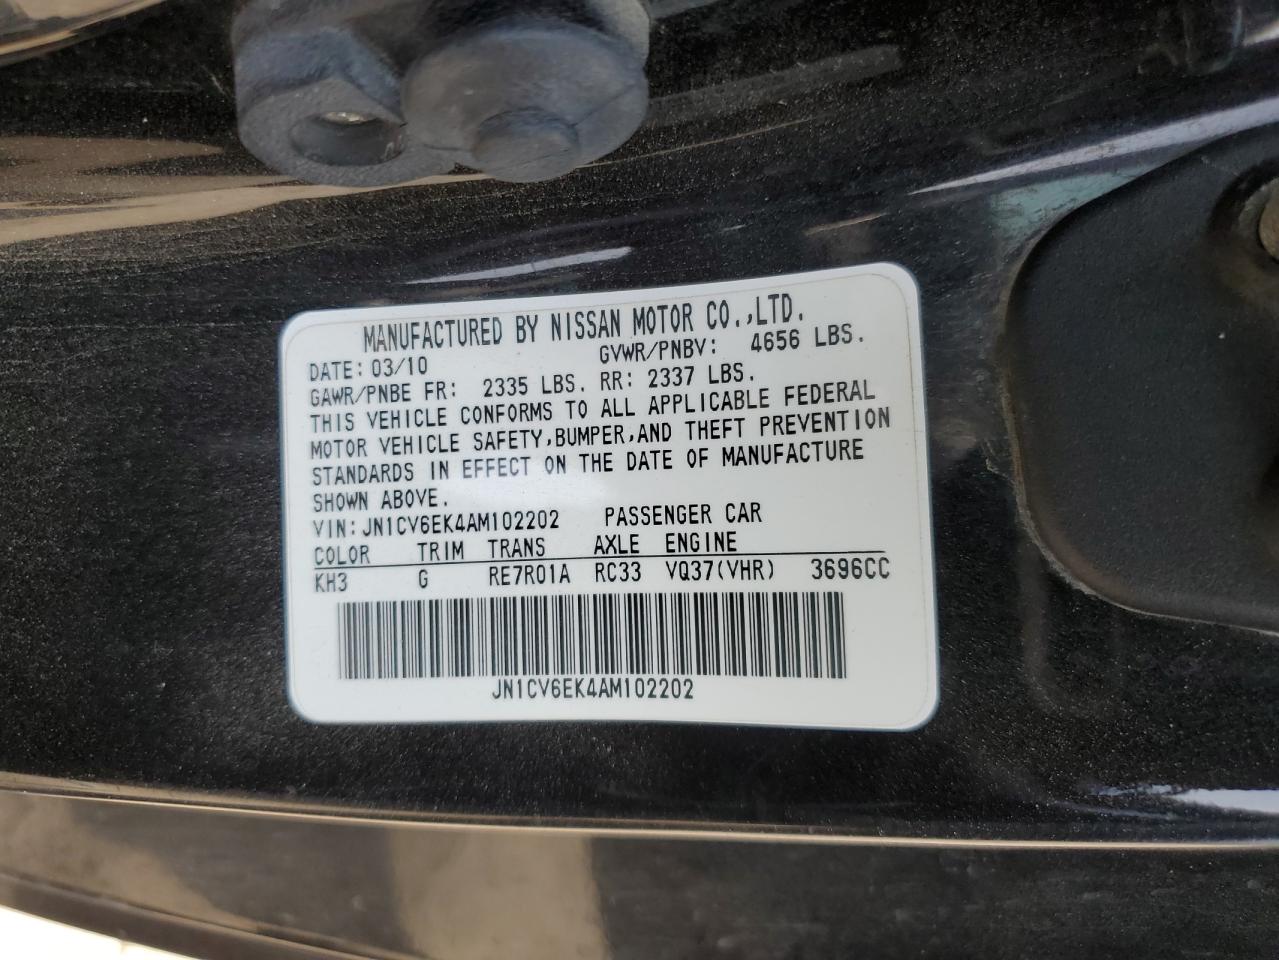 MANUFACTURED BY NISSAN MOTOR CO.,LTD.
DATE: 03/10 GVWR/PNBV: 4656 LBS.
GAWR/PNBE FR: 2335 LBS. RR: 2337 LBS.
THIS VEHICLE CONFORMS TO ALL APPLICABLE FEDERAL
MOTOR VEHICLE SAFETY,BUMPER,AND THEFT PREVENTION
STANDARDS IN EFFECT ON THE DATE OF MANUFACTURE
SHOWN ABOVE.
VIN:JN1CV6EK4AM102202 PASSENGER CAR
COLOR TRIM TRANS AXLE ENGINE
KH3 G RE7R01A RC33 VQ37(VHR) 3696CC
JN1CV6EK4AM102202